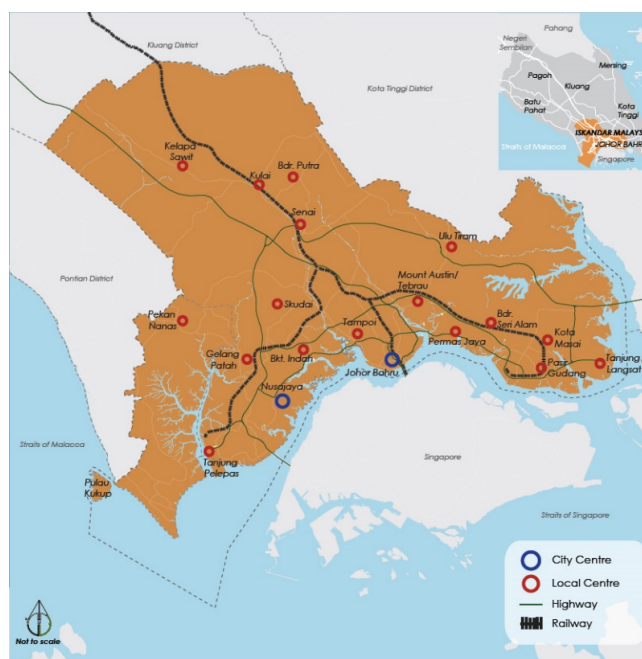 Kluang District
Kota Tinggi District
Pahang
Negeri
Sembilan
Mersing
Pagoh
Kluang
Batu
Pahat
Kota
Tinggi
ISKANDAR MALAYS
JOHOR BAHR
Straits of Malacca
Singapore
Kelapa
Sawit
Kulai
Bdr. Putra
Senai
Ulu Tiram
Pontian District
Pekan
Nanas
Skudai
Mount Austin/
Tebrau
Bdr.
Seri Alam
Kota
Masai
Tampoi
Permas Jaya
Gelang
Patah
Bkt. Indah
Johor Bahru
Pasir
Gudang
Tanjung
Langsat
Nusajaya
Straits of Malacca
Tanjung
Pelepas
Pulau
Kukup
Singapore
Straits of Singapore
City Centre
Local Centre
Highway
Railway
Not to scale